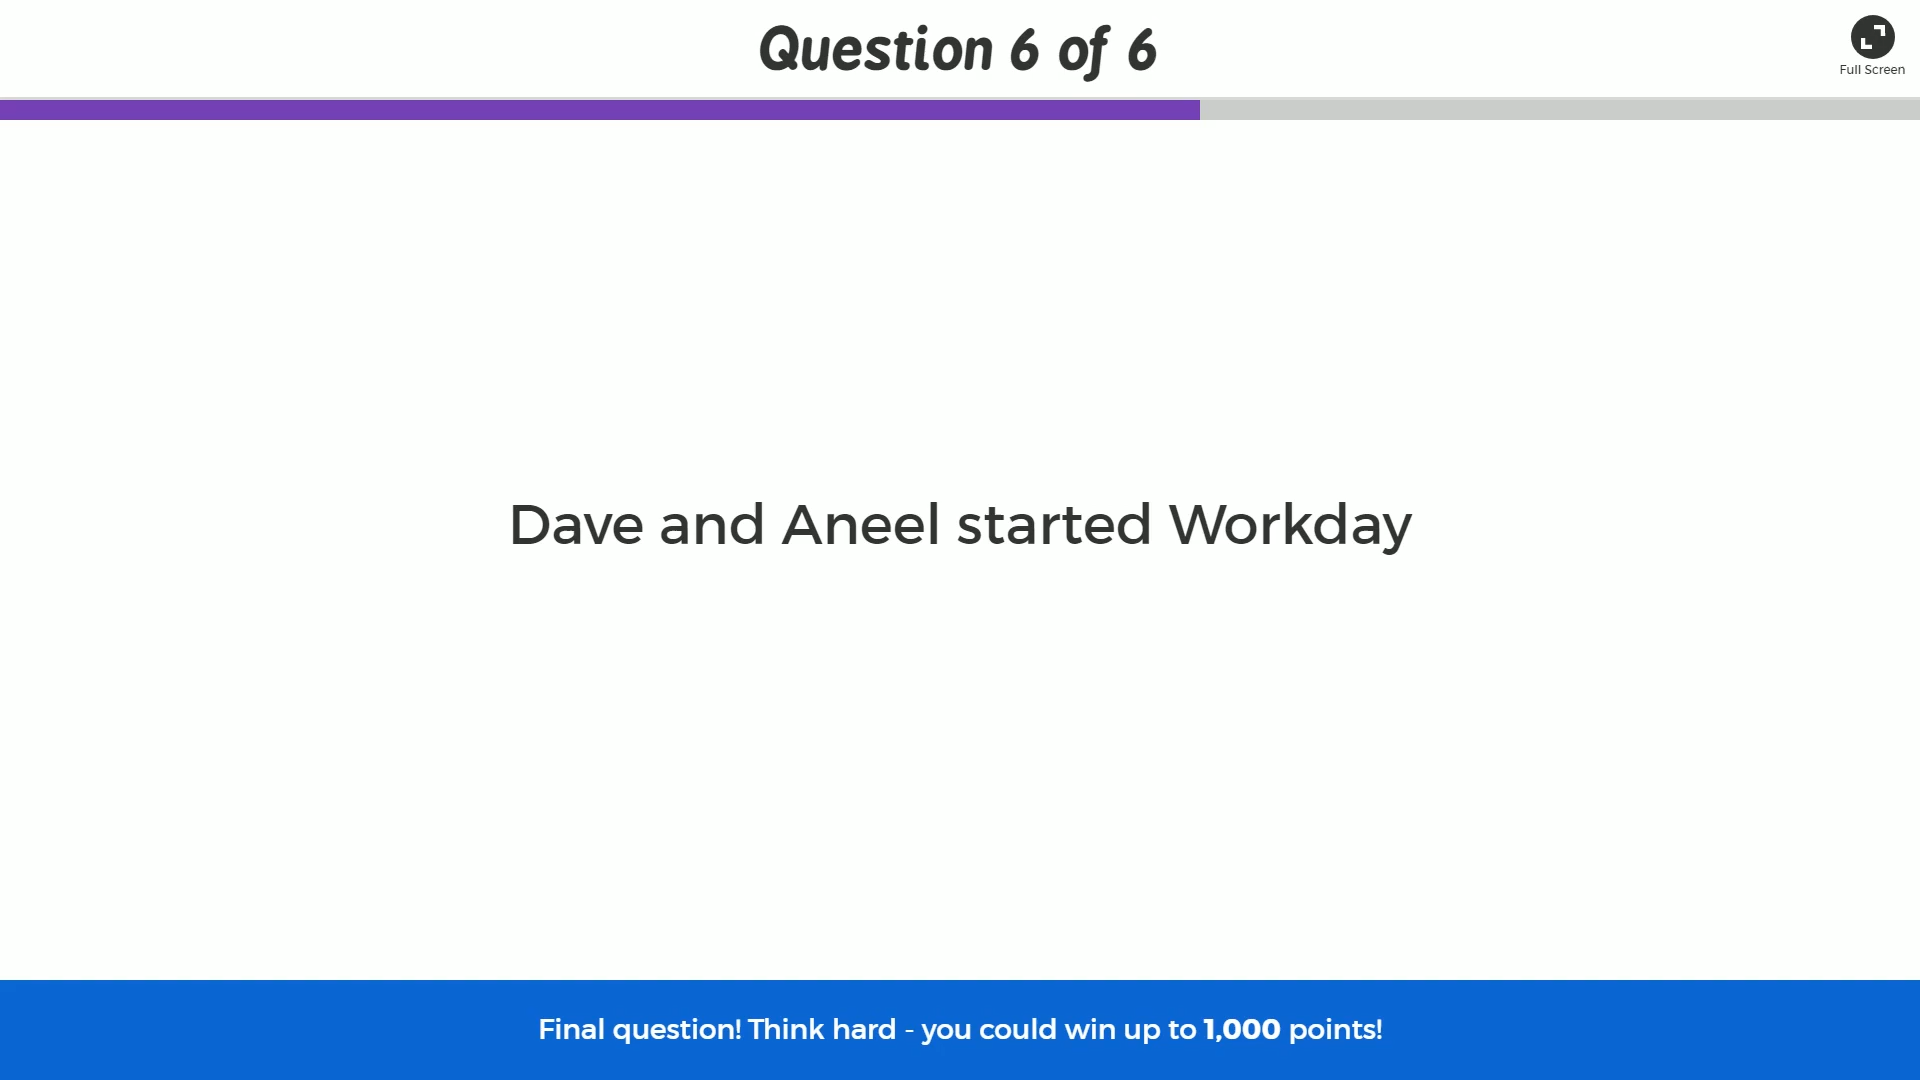 Question 6 of 6
Full Screen
Dave and Aneel started Workday
Final question! Think hard - you could win up to 1,000 points!